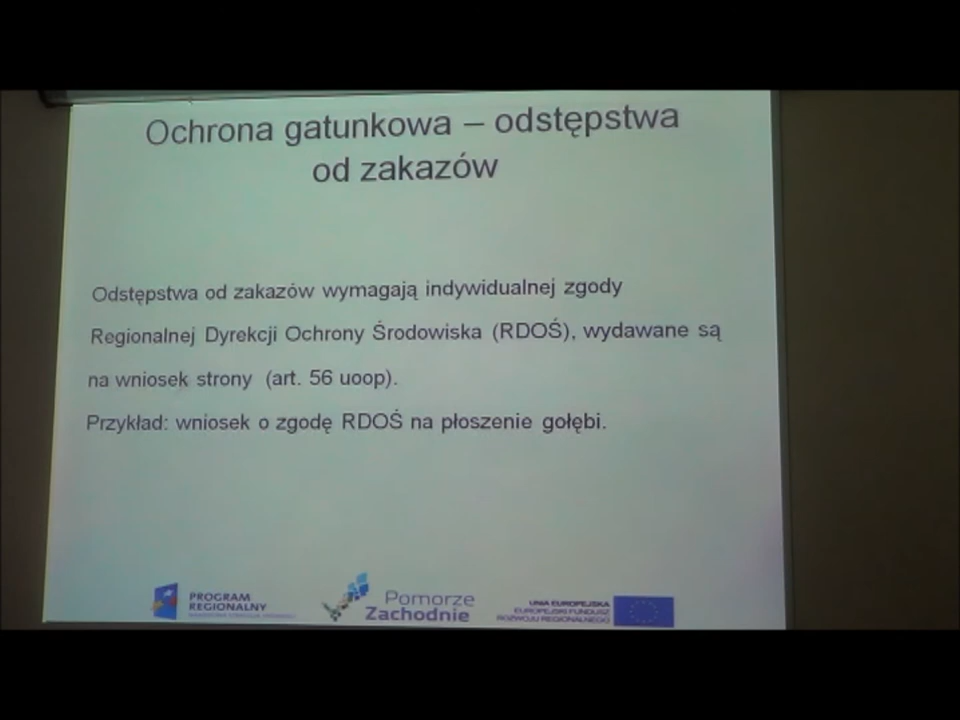 Ochrona gatunkowa – odstępstwa
od zakazów
Odstępstwa od zakazów wymagają indywidualnej zgody
Regionalnej Dyrekcji Ochrony Środowiska (RDOŚ), wydawane są
na wniosek strony (art. 56 uoop).
Przykład: wniosek o zgodę RDOŚ na płoszenie gołębi.
PROGRAM
REGIONALNY
Pomorze
Zachodnie
UNIA EUROPEJSKA
EUROPEJSKI FUNDUSZ
ROZWOJU REGIONALNEGO